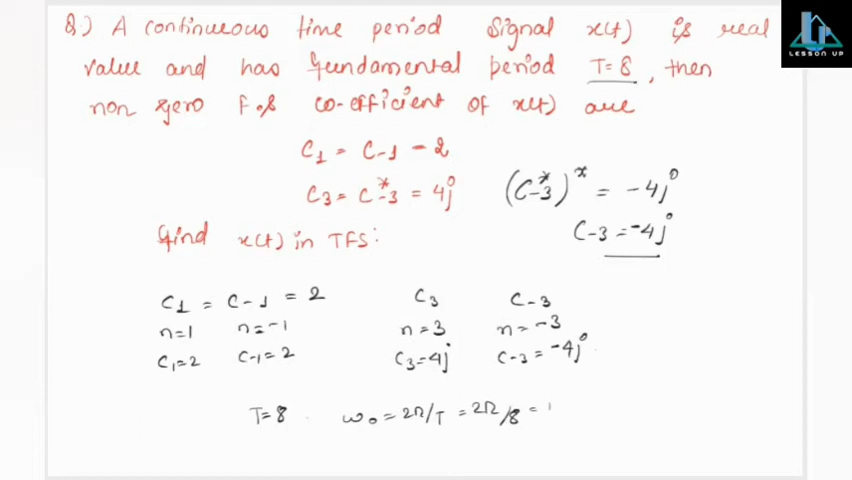 Q.) A continueous time period signal x(t) is real
value and has fundamental period T=8, then
non zero F.S co-efficient of x(t) are
C1 = C-1 = 2
C3 = C*-3 = 4j
(C-3*)* = -4j
C-3 = -4j
find x(t) in TFS:
C1 = C-1 = 2
C3
C-3
n=1 n=-1
n=3
n=-3
C1=2 C-1=2
C3=4j
C-3=-4j
T=8 ω0 = 2π/T = 2π/8 =
LESSON UP